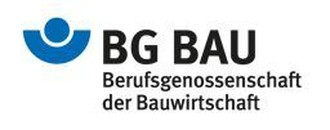 BG BAU
Berufsgenossenschaft
der Bauwirtschaft